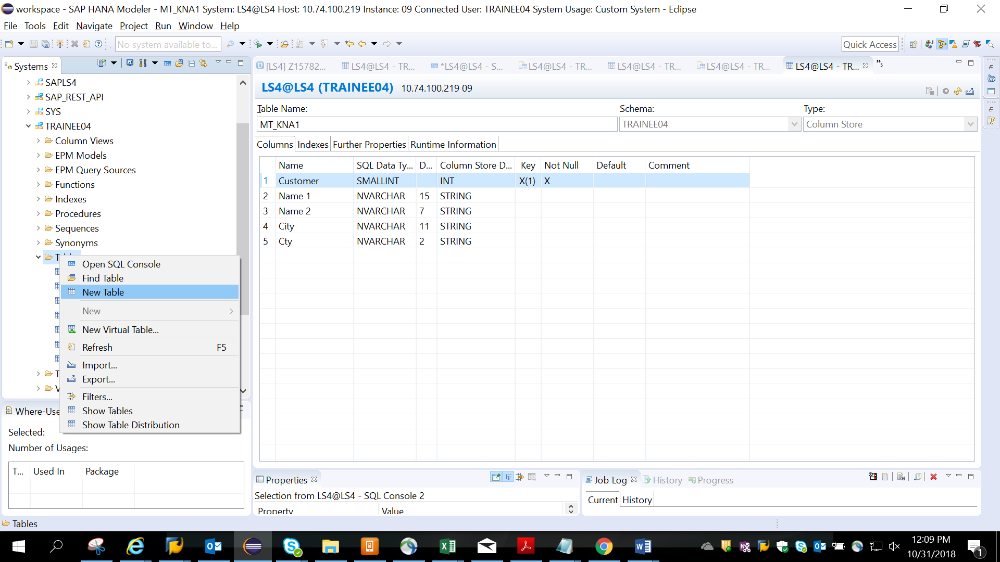 workspace - SAP HANA Modeler - MT_KNA1 System: LS4@LS4 Host: 10.74.100.219 Instance: 09 Connected User: TRAINEE04 System Usage: Custom System - Eclipse
File Tools Edit Navigate Project Run Window Help
No system available to... Quick Access
Systems
SAPLS4
SAP_REST_API
SYS
TRAINEE04
Column Views
EPM Models
EPM Query Sources
Functions
Indexes
Procedures
Sequences
Synonyms
Open SQL Console
Find Table
New Table
New
New Virtual Table...
Refresh F5
Import...
Export...
Filters...
Show Tables
Show Table Distribution
Where-Use
Selected:
Number of Usages:
T... Used In Package
Tables
[LS4] Z15782... LS4@LS4 - TR... *LS4@LS4 - S... LS4@LS4 - TR... LS4@LS4 - TR... LS4@LS4 - TR... LS4@LS4 - TR... »5
LS4@LS4 (TRAINEE04) 10.74.100.219 09
Table Name: Schema: Type:
MT_KNA1 TRAINEE04 Column Store
Columns Indexes Further Properties Runtime Information
Name SQL Data Ty... D... Column Store D... Key Not Null Default Comment
1 Customer SMALLINT INT X(1) X
2 Name 1 NVARCHAR 15 STRING
3 Name 2 NVARCHAR 7 STRING
4 City NVARCHAR 11 STRING
5 Cty NVARCHAR 2 STRING
Properties
Selection from LS4@LS4 - SQL Console 2
Property Value
Job Log History Progress
Current History
12:09 PM
10/31/2018
1